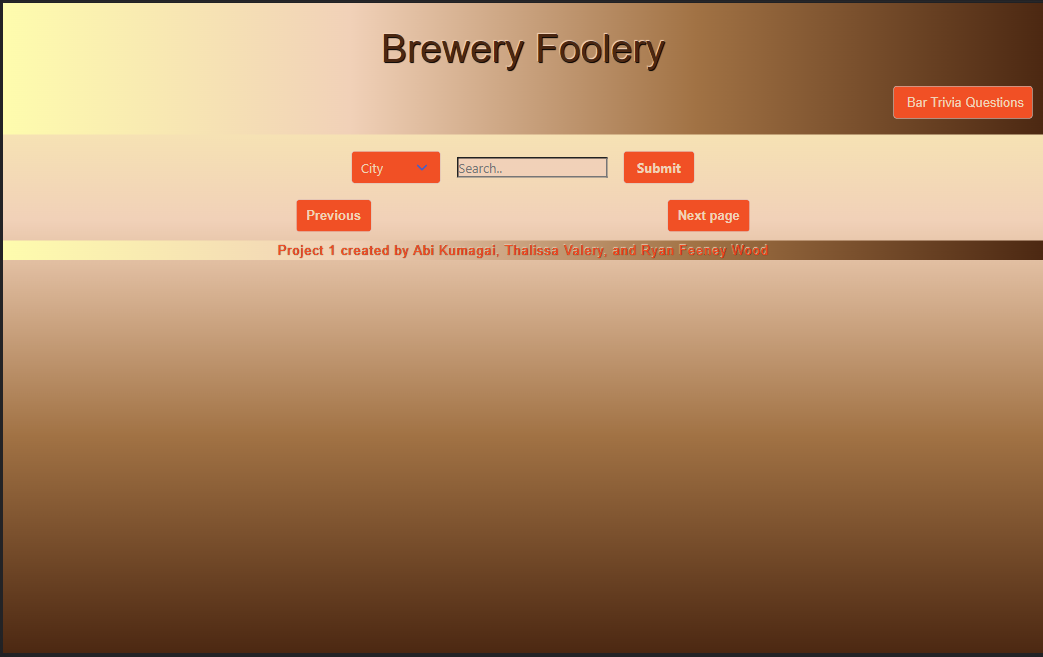 Brewery Foolery
Bar Trivia Questions
City Search.. Submit
Previous Next page
Project 1 created by Abi Kumagai, Thalissa Valery, and Ryan Feeney Wood